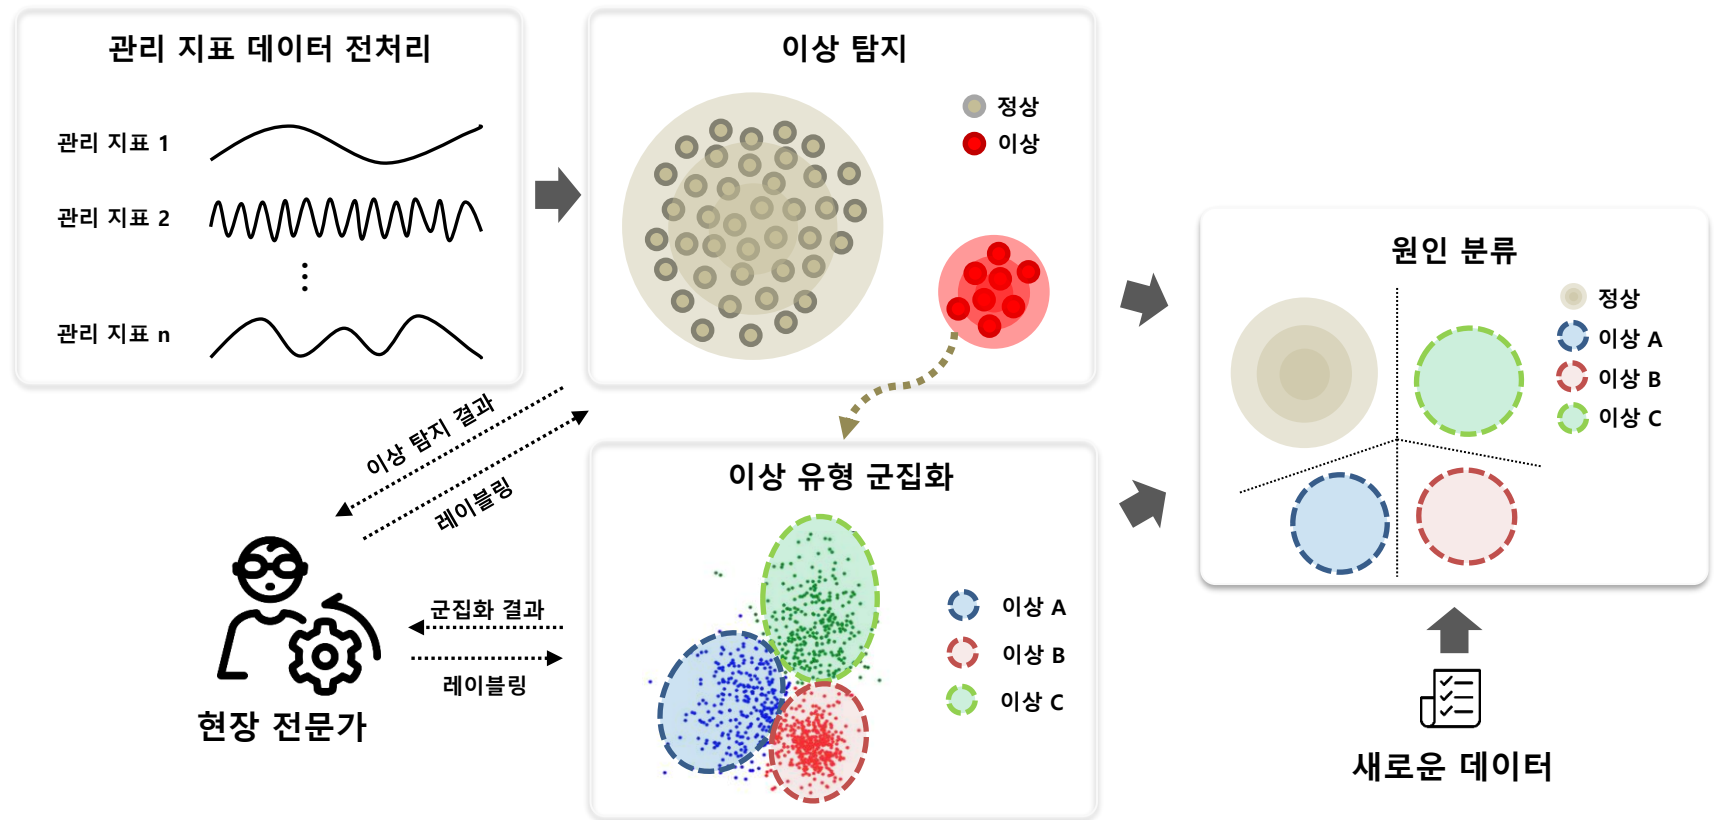 관리 지표 데이터 전처리
관리 지표 1
관리 지표 2
관리 지표 n
이상 탐지
정상
이상
이상 탐지 결과
레이블링
군집화 결과
레이블링
현장 전문가
이상 유형 군집화
이상 A
이상 B
이상 C
원인 분류
정상
이상 A
이상 B
이상 C
새로운 데이터